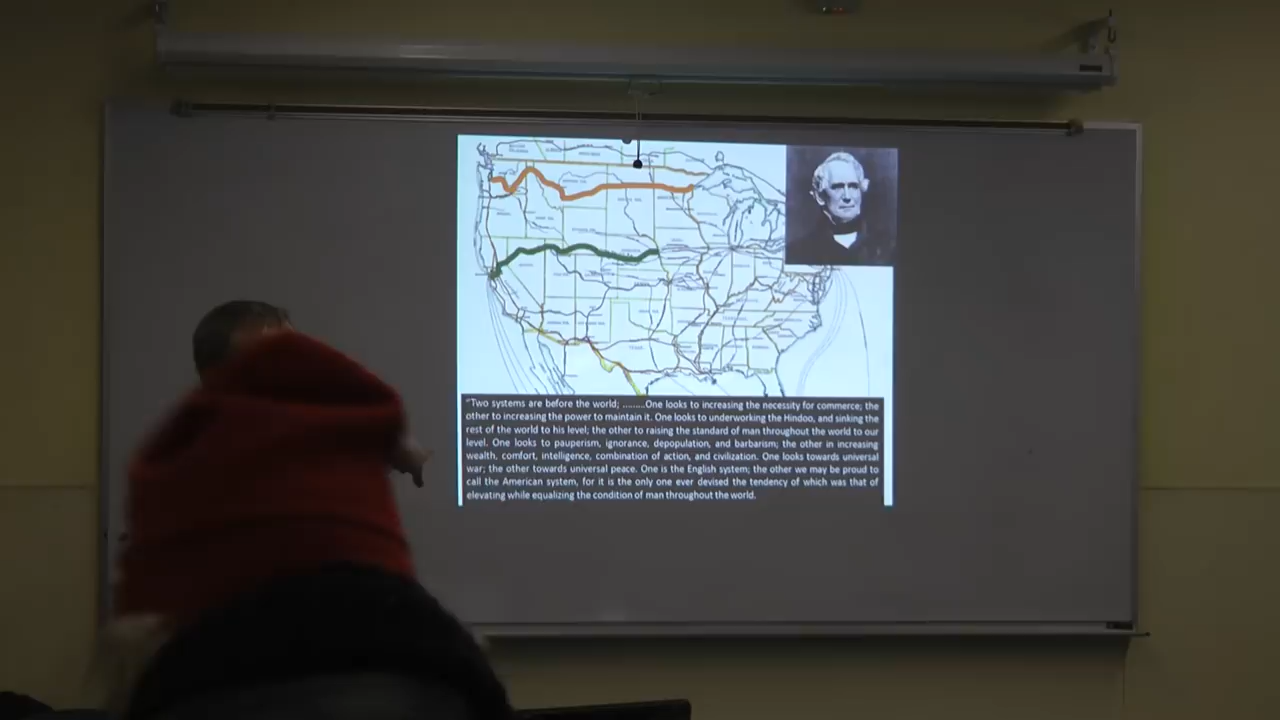 "Two systems are before the world; .........One looks to increasing the necessity for commerce; the
other to increasing the power to maintain it. One looks to underworking the Hindoo, and sinking the
rest of the world to his level; the other to raising the standard of man throughout the world to our
level. One looks to pauperism, ignorance, depopulation, and barbarism; the other in increasing
wealth, comfort, intelligence, combination of action, and civilization. One looks towards universal
war; the other towards universal peace. One is the English system; the other we may be proud to
call the American system, for it is the only one ever devised the tendency of which was that of
elevating while equalizing the condition of man throughout the world.